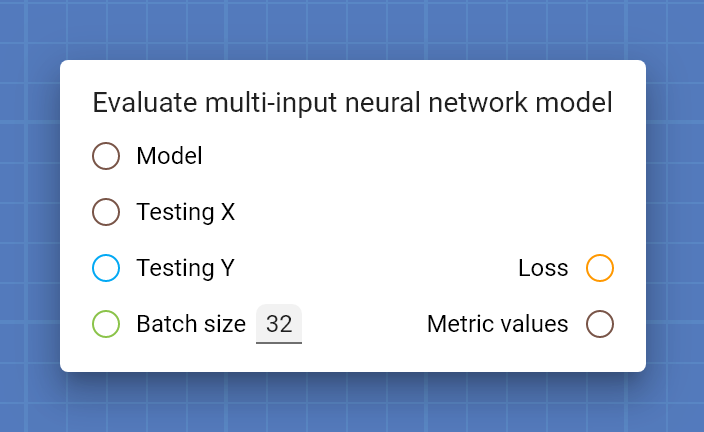 Evaluate multi-input neural network model
Model
Testing X
Testing Y
Loss
Batch size 32
Metric values